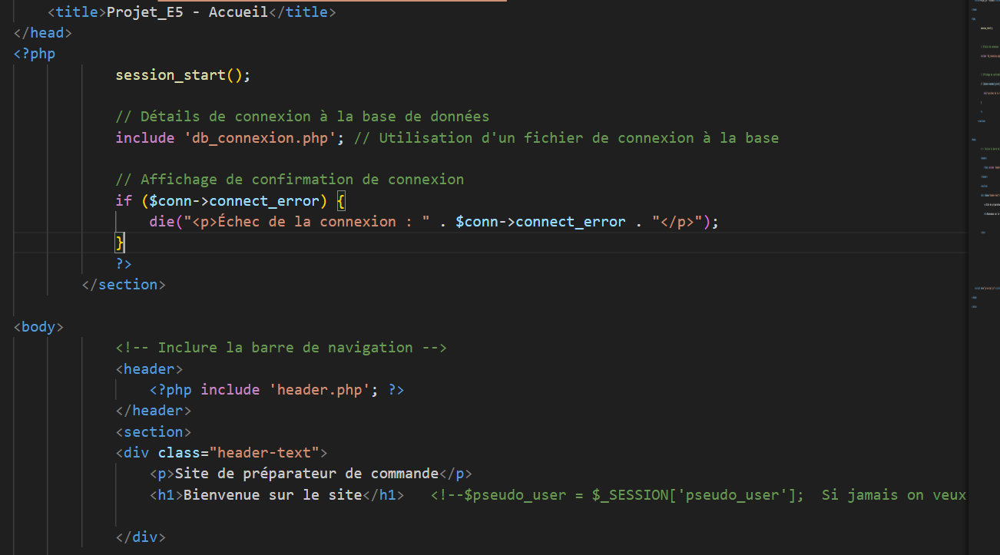 <title>Projet_E5 - Accueil</title>
</head>
<?php
session_start();
// Détails de connexion à la base de données
include 'db_connexion.php'; // Utilisation d'un fichier de connexion à la base
// Affichage de confirmation de connexion
if ($conn->connect_error) {
die("<p>Échec de la connexion : " . $conn->connect_error . "</p>");
}
?>
</section>
<body>
<!-- Inclure la barre de navigation -->
<header>
<?php include 'header.php'; ?>
</header>
<section>
<div class="header-text">
<p>Site de préparateur de commande</p>
<h1>Bienvenue sur le site</h1> <!--$pseudo_user = $_SESSION['pseudo_user']; Si jamais on veux
</div>